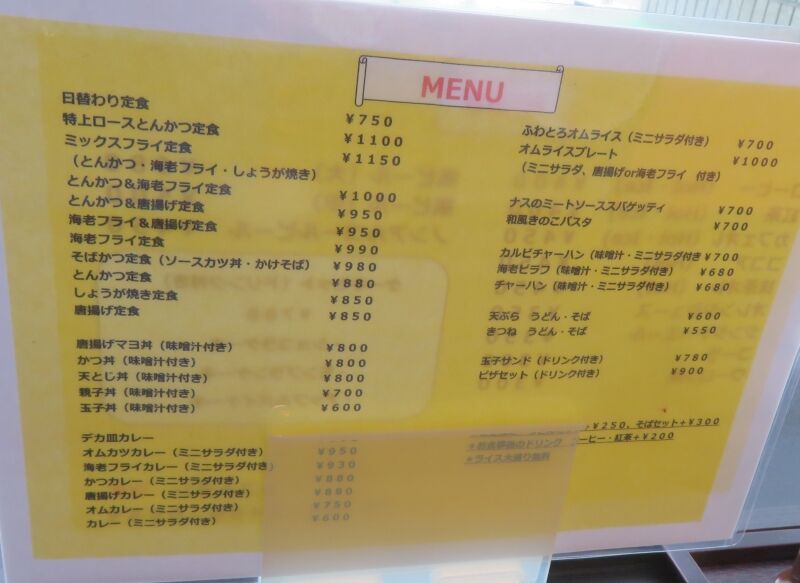 MENU
日替わり定食 ¥750
特上ロースとんかつ定食 ¥1100
ミックスフライ定食 ¥1150
（とんかつ・海老フライ・しょうが焼き）
とんかつ＆海老フライ定食 ¥1000
とんかつ＆唐揚げ定食 ¥950
海老フライ＆唐揚げ定食 ¥950
海老フライ定食 ¥990
そばかつ定食（ソースカツ丼・かけそば） ¥980
とんかつ定食 ¥880
しょうが焼き定食 ¥850
唐揚げ定食 ¥850
唐揚げマヨ丼（味噌汁付き） ¥800
かつ丼（味噌汁付き） ¥800
天とじ丼（味噌汁付き） ¥800
親子丼（味噌汁付き） ¥700
玉子丼（味噌汁付き） ¥600
デカ皿カレー
オムカツカレー（ミニサラダ付き） ¥950
海老フライカレー（ミニサラダ付き） ¥930
かつカレー（ミニサラダ付き） ¥880
唐揚げカレー（ミニサラダ付き） ¥880
オムカレー（ミニサラダ付き） ¥750
カレー（ミニサラダ付き） ¥600
ふわとろオムライス（ミニサラダ付き） ¥700
オムライスプレート ¥1000
（ミニサラダ、唐揚げor海老フライ 付き）
ナスのミートソーススパゲッティ ¥700
和風きのこパスタ ¥700
カルビチャーハン（味噌汁・ミニサラダ付き ¥700
海老ピラフ（味噌汁・ミニサラダ付き） ¥680
チャーハン（味噌汁・ミニサラダ付き） ¥680
天ぷら うどん・そば ¥600
きつね うどん・そば ¥550
玉子サンド（ドリンク付き） ¥780
ピザセット（ドリンク付き） ¥900
+¥250、そばセット+¥300
＊お食事後のドリンク コーヒー・紅茶+¥200
＊ライス大盛り無料